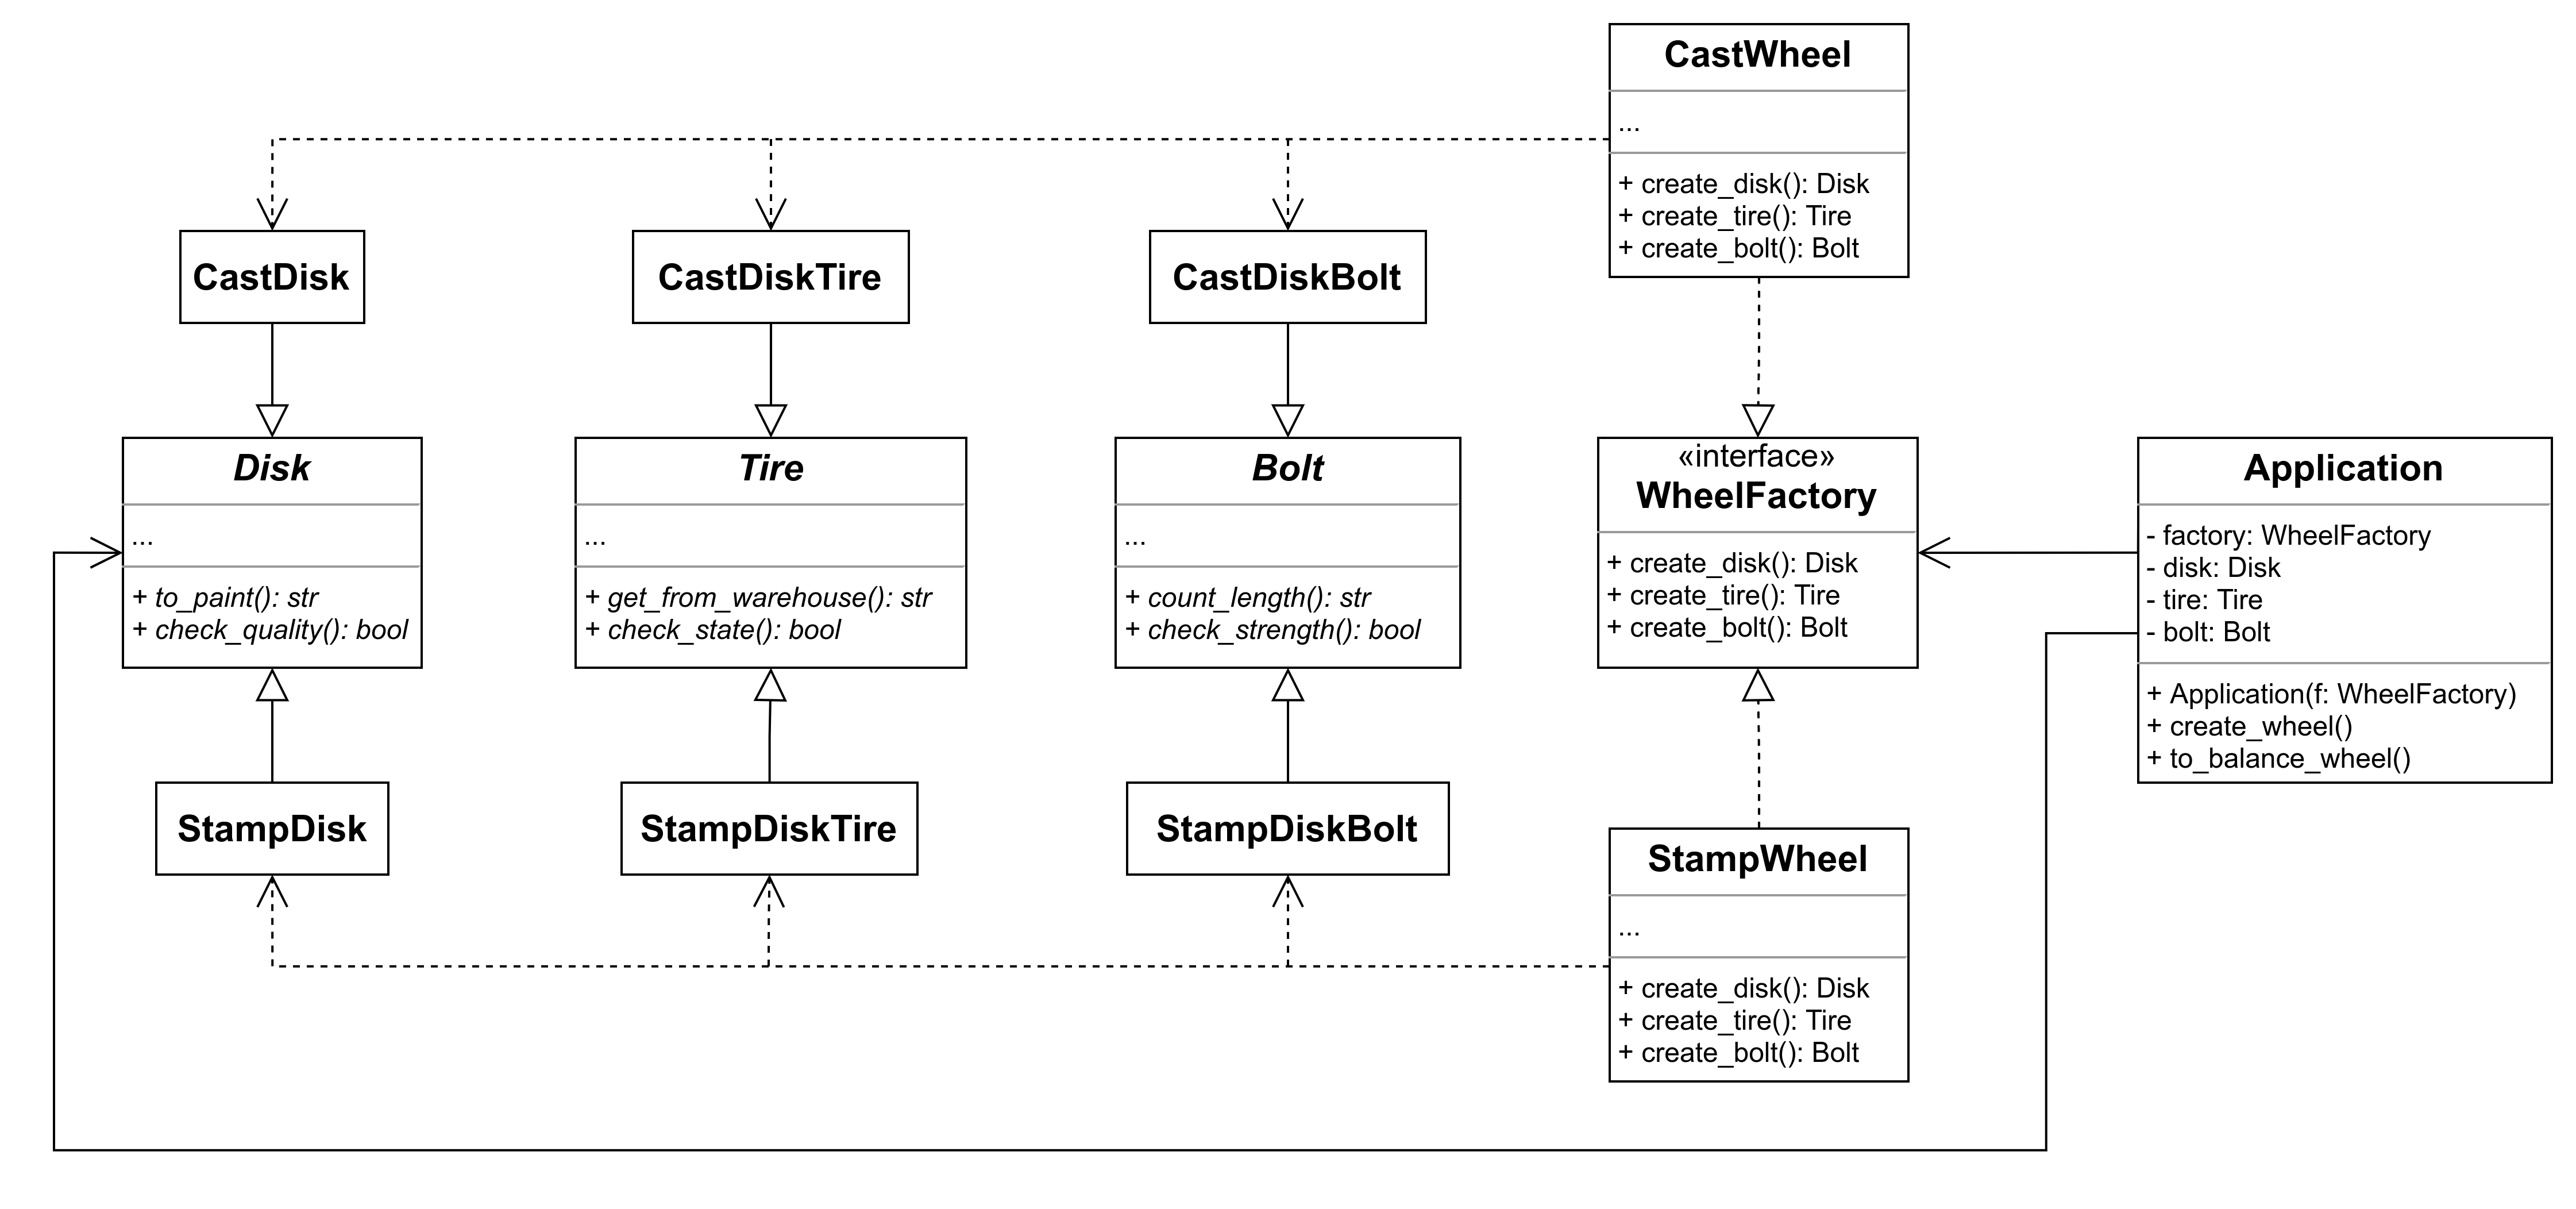 CastWheel
...
+ create_disk(): Disk
+ create_tire(): Tire
+ create_bolt(): Bolt
CastDisk
CastDiskTire
CastDiskBolt
Disk
...
+ to_paint(): str
+ check_quality(): bool
Tire
...
+ get_from_warehouse(): str
+ check_state(): bool
Bolt
...
+ count_length(): str
+ check_strength(): bool
«interface»
WheelFactory
+ create_disk(): Disk
+ create_tire(): Tire
+ create_bolt(): Bolt
Application
- factory: WheelFactory
- disk: Disk
- tire: Tire
- bolt: Bolt
+ Application(f: WheelFactory)
+ create_wheel()
+ to_balance_wheel()
StampDisk
StampDiskTire
StampDiskBolt
StampWheel
...
+ create_disk(): Disk
+ create_tire(): Tire
+ create_bolt(): Bolt